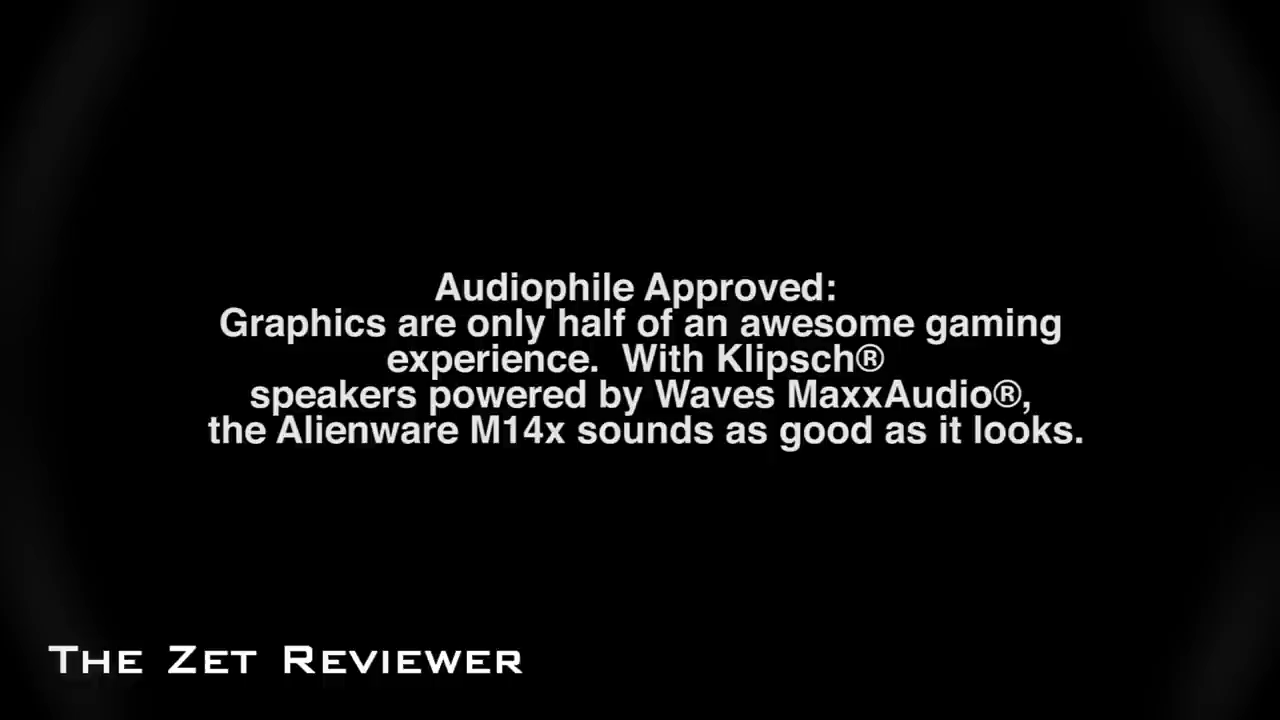 Audiophile Approved:
Graphics are only half of an awesome gaming
experience.  With Klipsch®
speakers powered by Waves MaxxAudio®,
the Alienware M14x sounds as good as it looks.
THE ZET REVIEWER